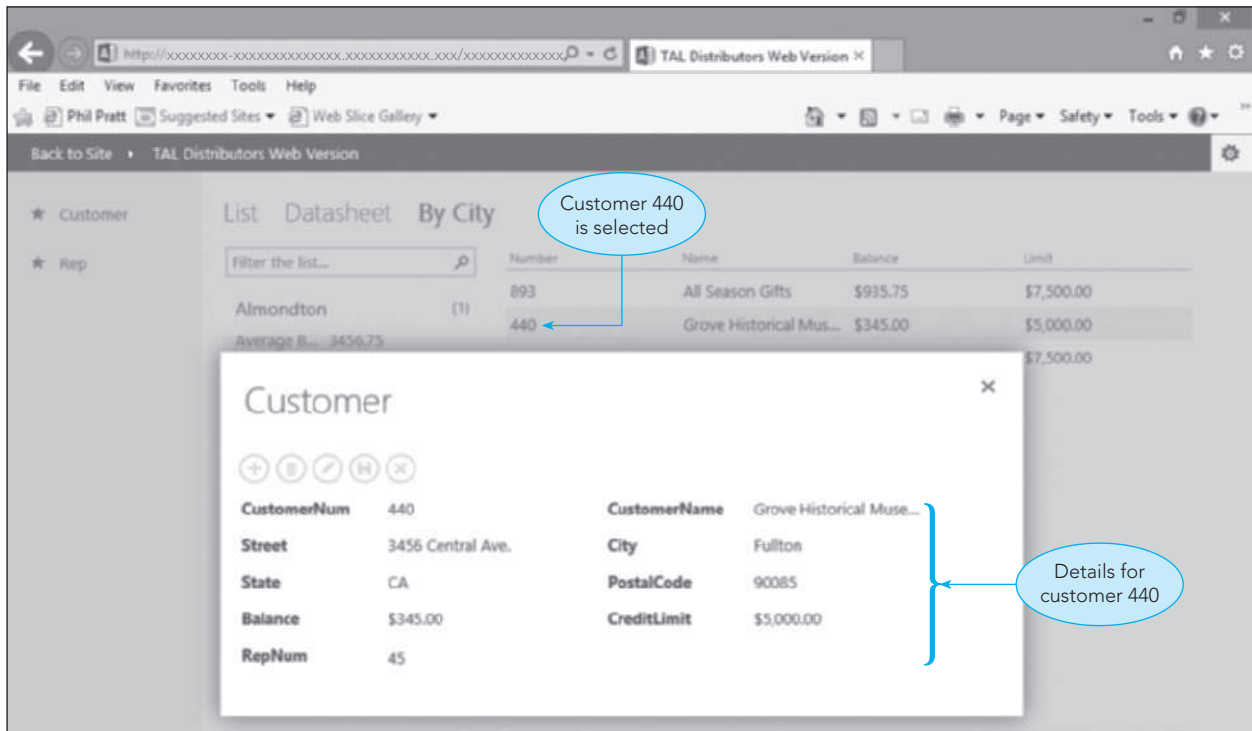 http://xxxxxxxx-xxxxxxxxxxxxxx.xxxxxxxxxxx.xxx/xxxxxxxxxxxxx
TAL Distributors Web Version
File Edit View Favorites Tools Help
Phil Pratt Suggested Sites Web Slice Gallery Page Safety Tools
Back to Site TAL Distributors Web Version
Customer
Rep
List Datasheet By City
Customer 440
is selected
Filter the list...
Number Name Balance Limit
893 All Season Gifts $935.75 $7,500.00
Almondton (1)
440 Grove Historical Mus... $345.00 $5,000.00
Average B... 3456.75
$7,500.00
Customer
CustomerNum 440 CustomerName Grove Historical Muse...
Street 3456 Central Ave. City Fullton
State CA PostalCode 90085
Balance $345.00 CreditLimit $5,000.00
RepNum 45
Details for
customer 440